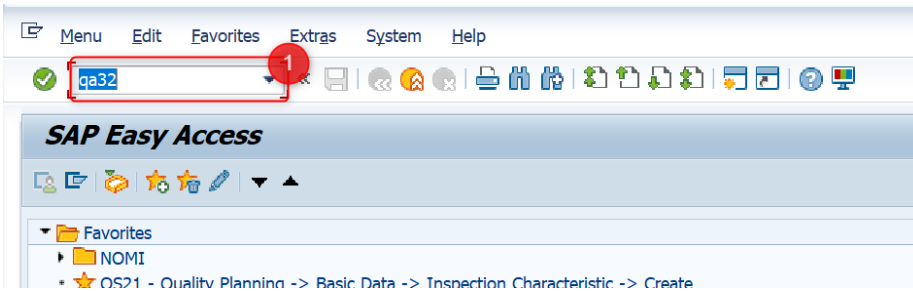 Menu Edit Favorites Extras System Help
qa32 1
SAP Easy Access
Favorites
NOMI
QS21 - Quality Planning -> Basic Data -> Inspection Characteristic -> Create